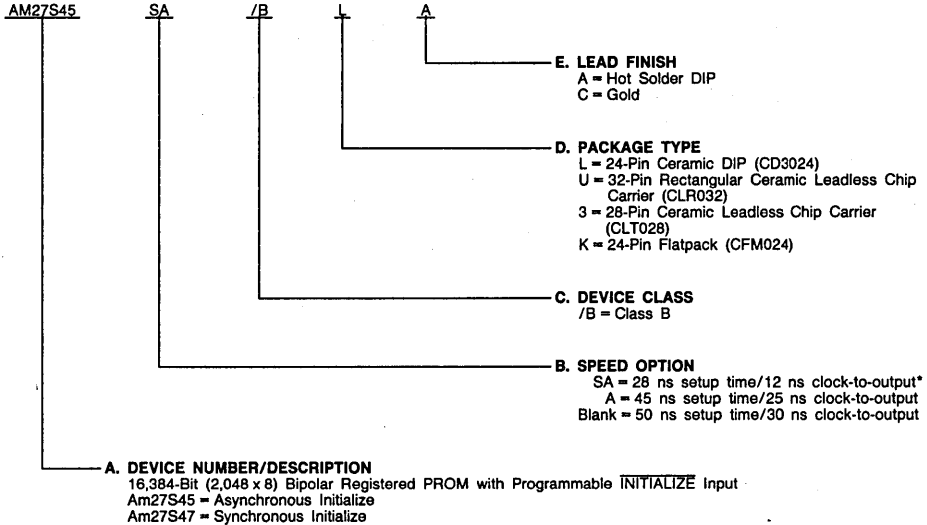 AM27S45 SA /B L A
E. LEAD FINISH
A = Hot Solder DIP
C = Gold
D. PACKAGE TYPE
L = 24-Pin Ceramic DIP (CD3024)
U = 32-Pin Rectangular Ceramic Leadless Chip
Carrier (CLR032)
3 = 28-Pin Ceramic Leadless Chip Carrier
(CLT028)
K = 24-Pin Flatpack (CFM024)
C. DEVICE CLASS
/B = Class B
B. SPEED OPTION
SA = 28 ns setup time/12 ns clock-to-output*
A = 45 ns setup time/25 ns clock-to-output
Blank = 50 ns setup time/30 ns clock-to-output
A. DEVICE NUMBER/DESCRIPTION
16,384-Bit (2,048 x 8) Bipolar Registered PROM with Programmable INITIALIZE Input
Am27S45 = Asynchronous Initialize
Am27S47 = Synchronous Initialize